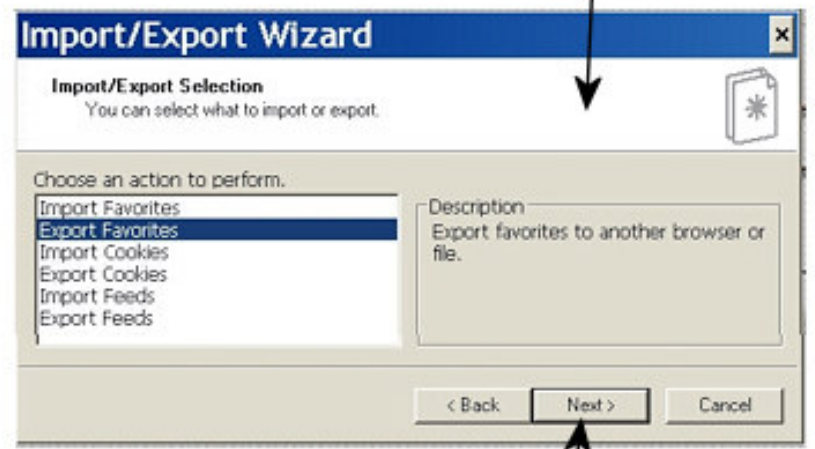 Import/Export Wizard
Import/Export Selection
You can select what to import or export.
Choose an action to perform.
Import Favorites
Export Favorites
Import Cookies
Export Cookies
Import Feeds
Export Feeds
Description
Export favorites to another browser or
file.
< Back
Next >
Cancel